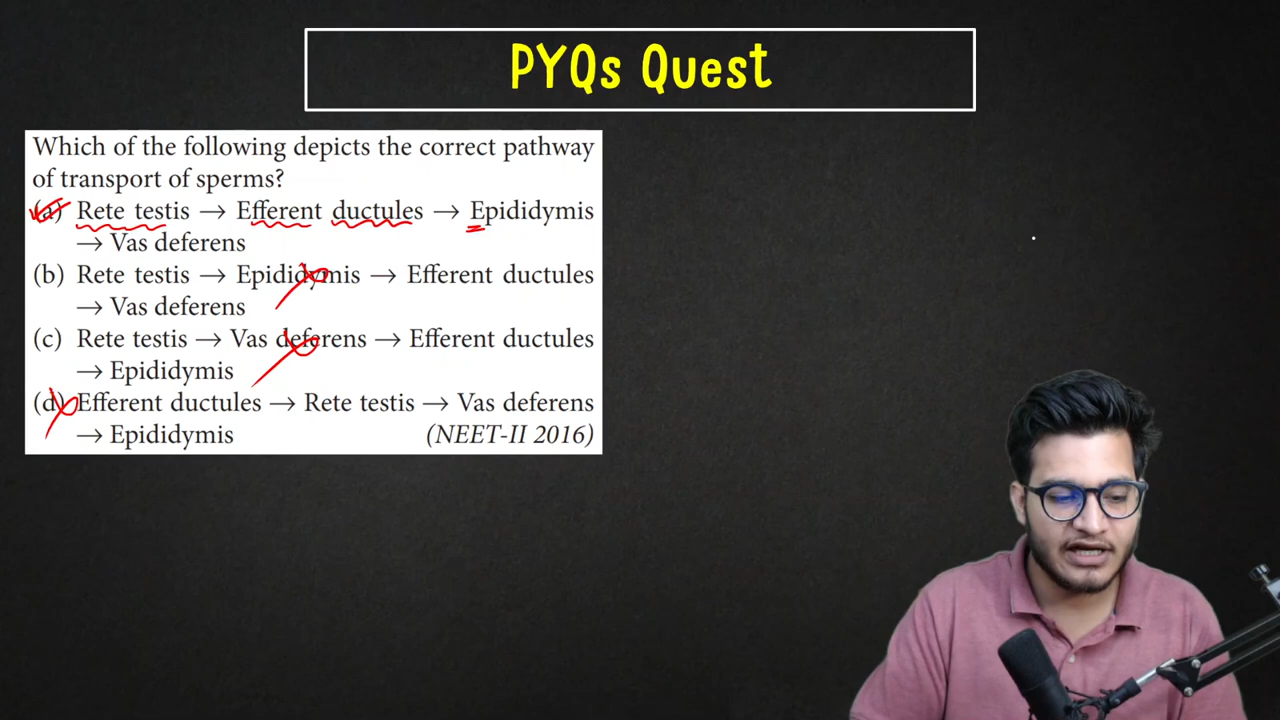 PYQs Quest
Which of the following depicts the correct pathway
of transport of sperms?
(a) Rete testis → Efferent ductules → Epididymis
→ Vas deferens
(b) Rete testis → Epididymis → Efferent ductules
→ Vas deferens
(c) Rete testis → Vas deferens → Efferent ductules
→ Epididymis
(d) Efferent ductules → Rete testis → Vas deferens
→ Epididymis (NEET-II 2016)